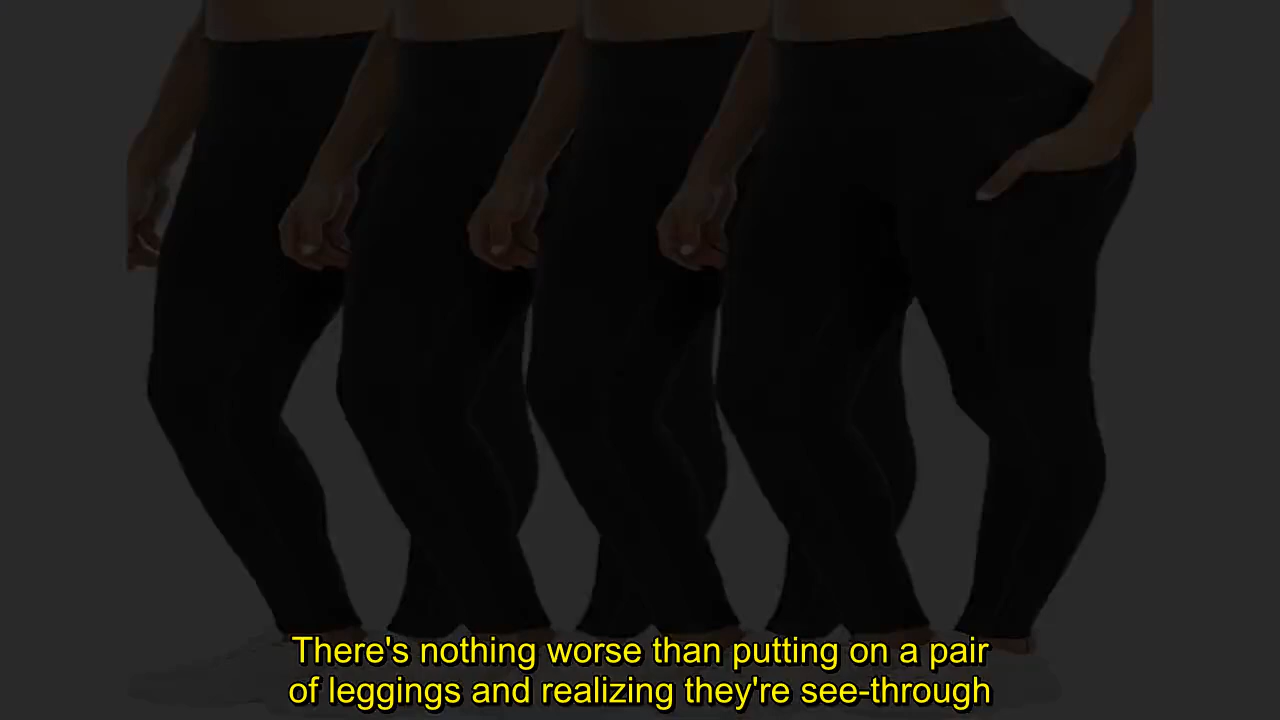 There's nothing worse than putting on a pair
of leggings and realizing they're see-through